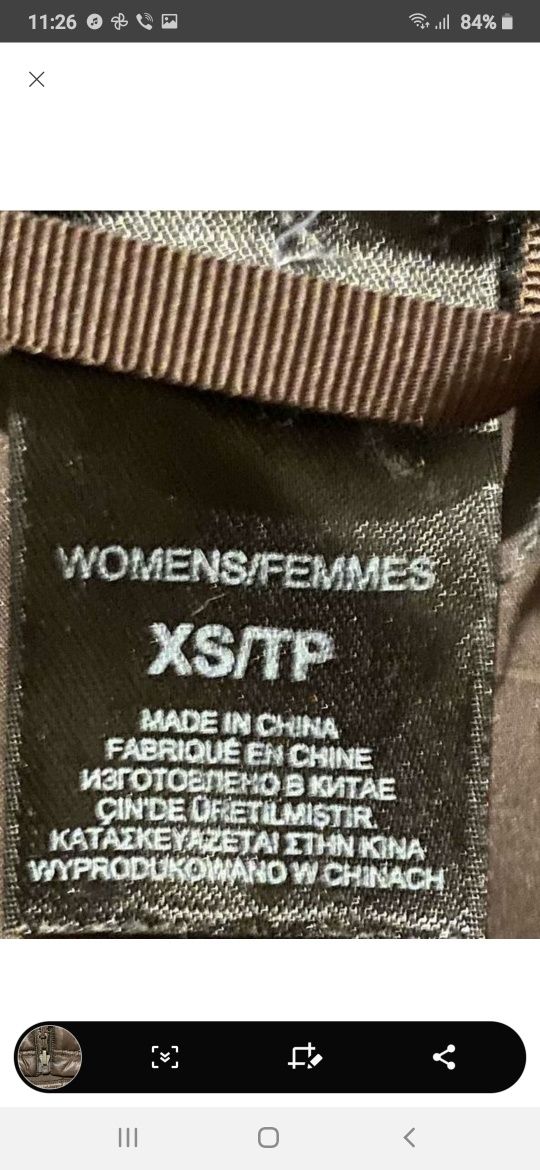 11:26
84%
WOMENS/FEMMES
XS/TP
MADE IN CHINA
FABRIQUÉ EN CHINE
ИЗГОТОВЛЕНО В КИТАЕ
ÇIN'DE ÜRETILMIŞTIR
ΚΑΤΑΣΚΕΥΑΖΕΤΑΙ ΣΤΗΝ ΚΙΝΑ
WYPRODUKOWANO W CHINACH